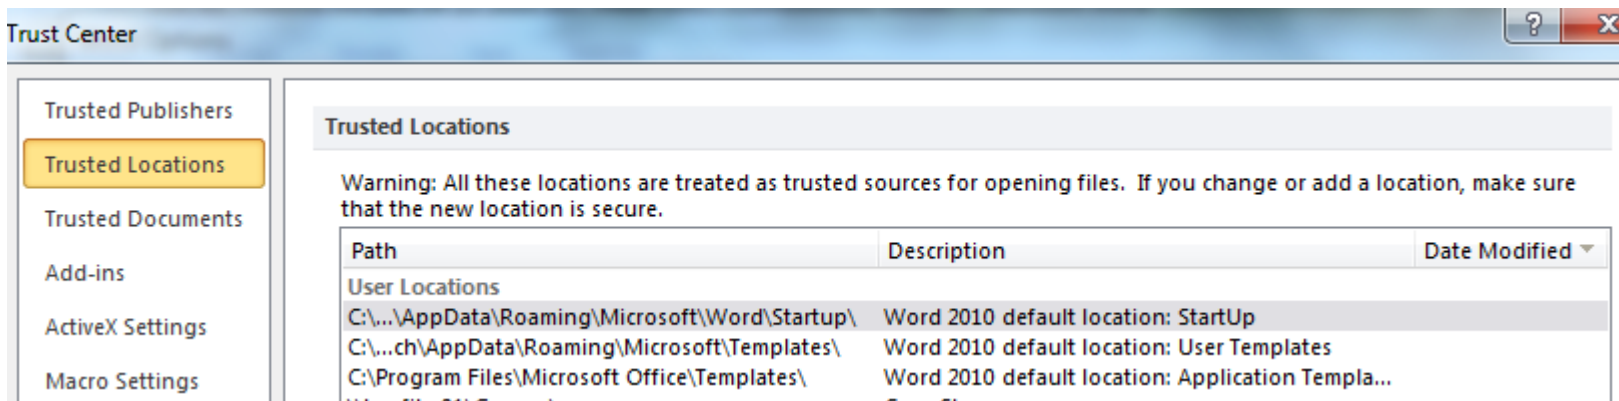 Trust Center
?
Trusted Publishers
Trusted Locations
Trusted Documents
Add-ins
ActiveX Settings
Macro Settings
Trusted Locations
Warning: All these locations are treated as trusted sources for opening files. If you change or add a location, make sure
that the new location is secure.
Path Description Date Modified
User Locations
C:\...\AppData\Roaming\Microsoft\Word\Startup\ Word 2010 default location: StartUp
C:\...ch\AppData\Roaming\Microsoft\Templates\ Word 2010 default location: User Templates
C:\Program Files\Microsoft Office\Templates\ Word 2010 default location: Application Templa...